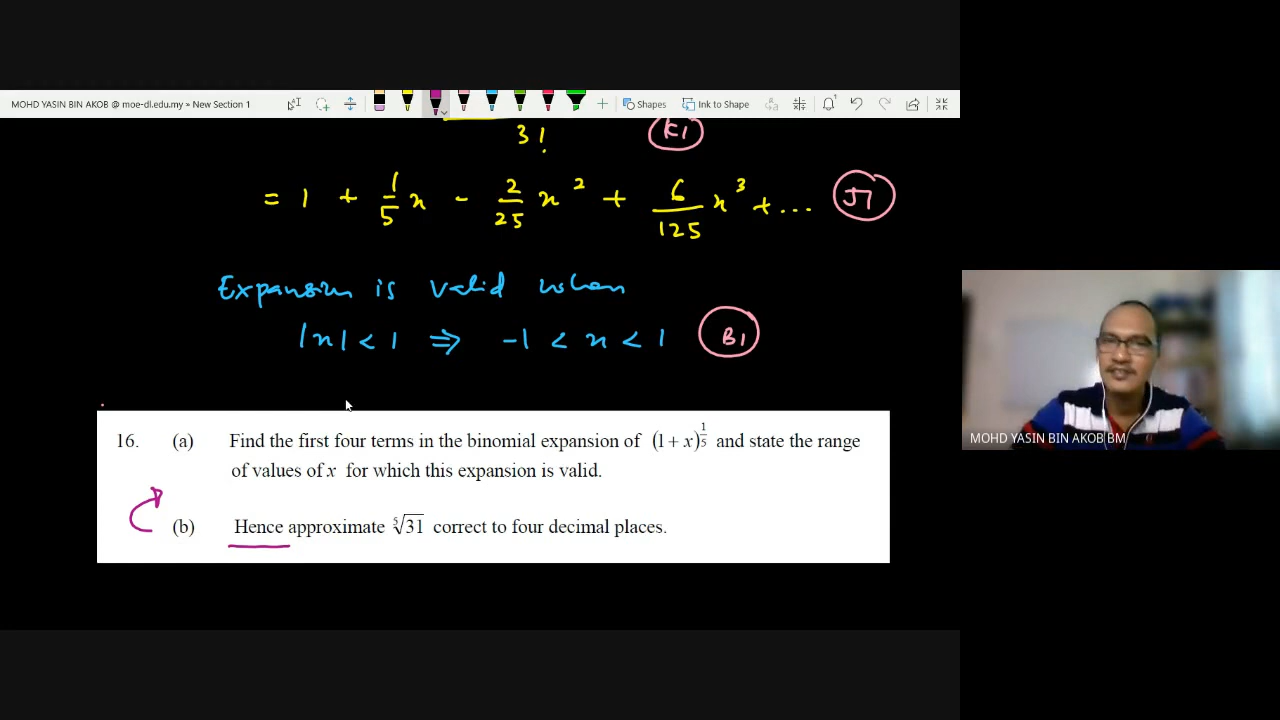 MOHD YASIN BIN AKOB @ moe-dl.edu.my » New Section 1
Shapes
Ink to Shape
3!
K1
= 1 + 1/5 x - 2/25 x² + 6/125 x³ + ...
J1
Expansion is valid when
|x| < 1 ⇒ -1 < x < 1
B1
16. (a) Find the first four terms in the binomial expansion of (1 + x)^(1/5) and state the range
of values of x for which this expansion is valid.
(b) Hence approximate ⁵√31 correct to four decimal places.
MOHD YASIN BIN AKOB BM